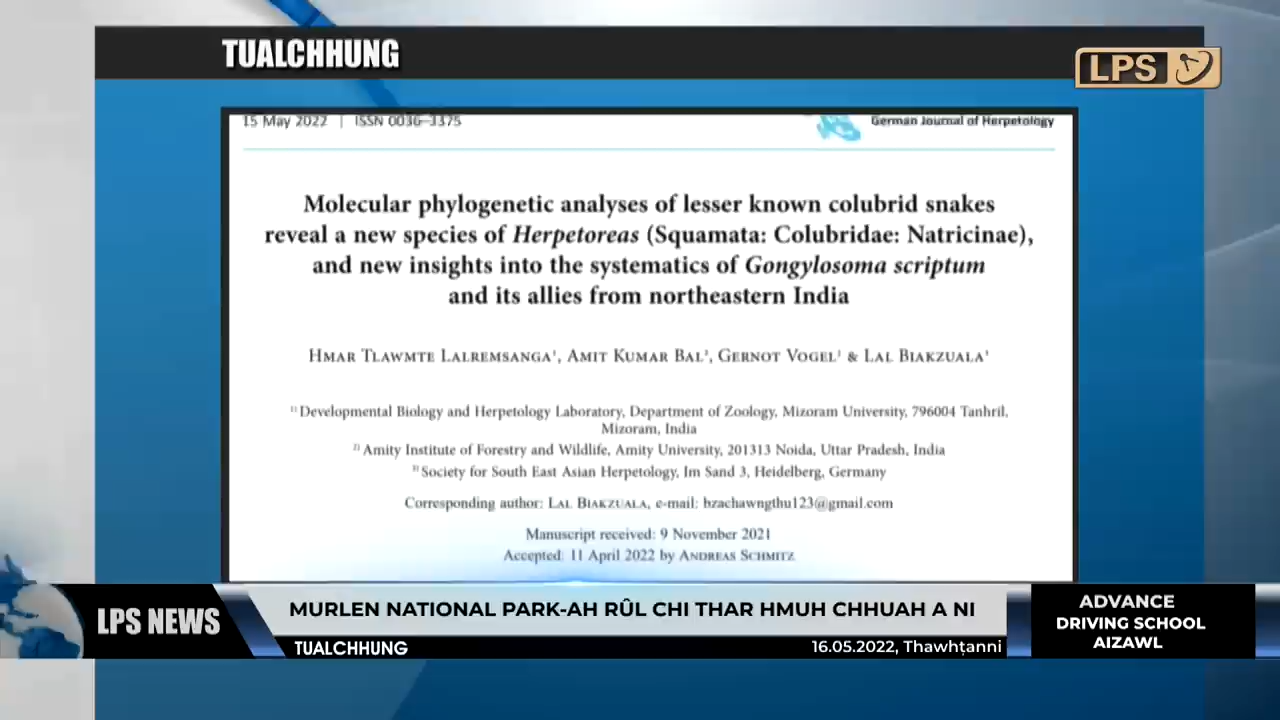 TUALCHHUNG
LPS
15 May 2022 | ISSN 0036–3375
German Journal of Herpetology
Molecular phylogenetic analyses of lesser known colubrid snakes
reveal a new species of Herpetoreas (Squamata: Colubridae: Natricinae),
and new insights into the systematics of Gongylosoma scriptum
and its allies from northeastern India
Hmar Tlawmte Lalremsanga¹, Amit Kumar Bal², Gernot Vogel³ & Lal Biakzuala¹
¹⁾ Developmental Biology and Herpetology Laboratory, Department of Zoology, Mizoram University, 796004 Tanhril,
Mizoram, India
²⁾ Amity Institute of Forestry and Wildlife, Amity University, 201313 Noida, Uttar Pradesh, India
³⁾ Society for South East Asian Herpetology, Im Sand 3, Heidelberg, Germany
Corresponding author: Lal Biakzuala, e-mail: bzachawngthu123@gmail.com
Manuscript received: 9 November 2021
Accepted: 11 April 2022 by Andreas Schmitz
LPS NEWS
MURLEN NATIONAL PARK-AH RÛL CHI THAR HMUH CHHUAH A NI
TUALCHHUNG
16.05.2022, Thawhṭanni
ADVANCE
DRIVING SCHOOL
AIZAWL